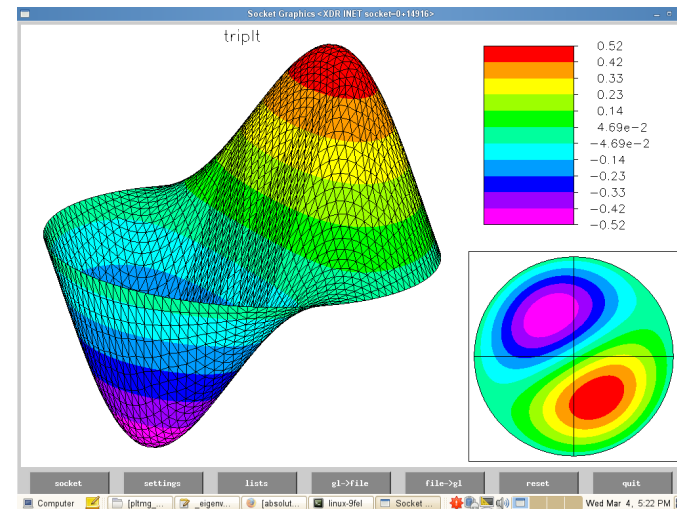 Socket Graphics <XDR INET socket-0+14916>
triplt
0.52
0.42
0.33
0.23
0.14
4.69e-2
-4.69e-2
-0.14
-0.23
-0.33
-0.42
-0.52
socket settings lists gl->file file->gl reset quit
Computer [pltmg_... _eigenv... [absolut... linux-9fel Socket ... Wed Mar 4, 5:22 PM